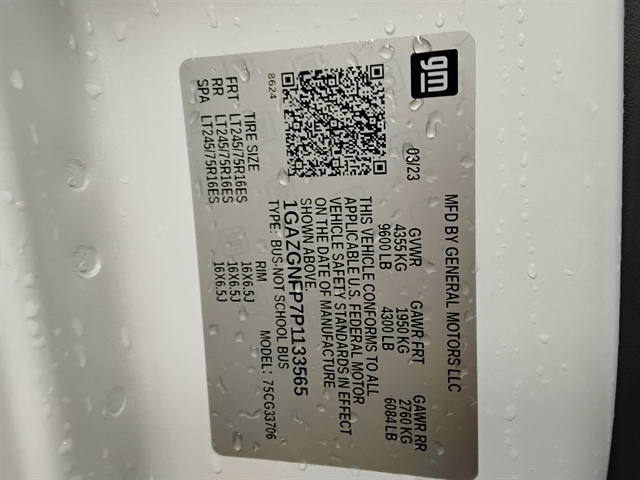 gm
MFD BY GENERAL MOTORS LLC
03/23
GVWR GAWR FRT GAWR RR
4355 KG 1950 KG 2760 KG
9600 LB 4300 LB 6084 LB
THIS VEHICLE CONFORMS TO ALL
APPLICABLE U.S. FEDERAL MOTOR
VEHICLE SAFETY STANDARDS IN EFFECT
ON THE DATE OF MANUFACTURE
SHOWN ABOVE.
1GAZGNFP7P1133565
TYPE: BUS-NOT SCHOOL BUS
MODEL: 75CG33706
8624
TIRE SIZE RIM
FRT LT245/75R16ES 16X6.5J
RR LT245/75R16ES 16X6.5J
SPA LT245/75R16ES 16X6.5J